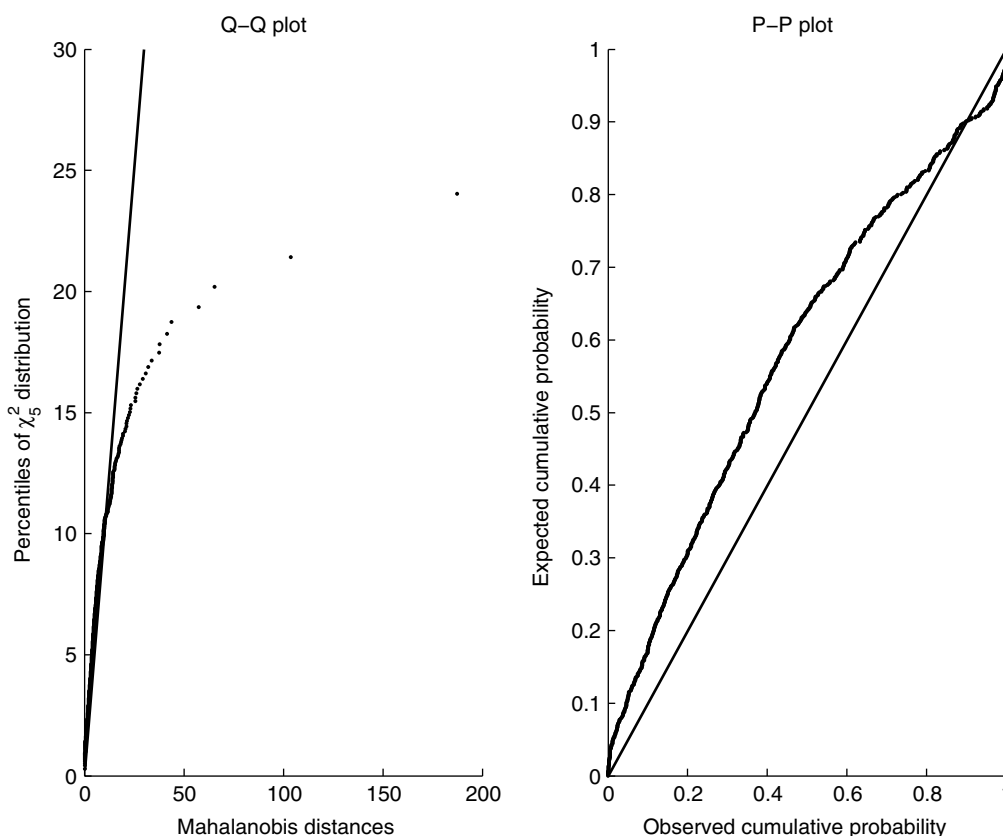 Q–Q plot
30
25
20
15
10
5
0
0 50 100 150 200
Percentiles of χ²₅ distribution
Mahalanobis distances
P–P plot
1
0.9
0.8
0.7
0.6
0.5
0.4
0.3
0.2
0.1
0
0 0.2 0.4 0.6 0.8
Expected cumulative probability
Observed cumulative probability